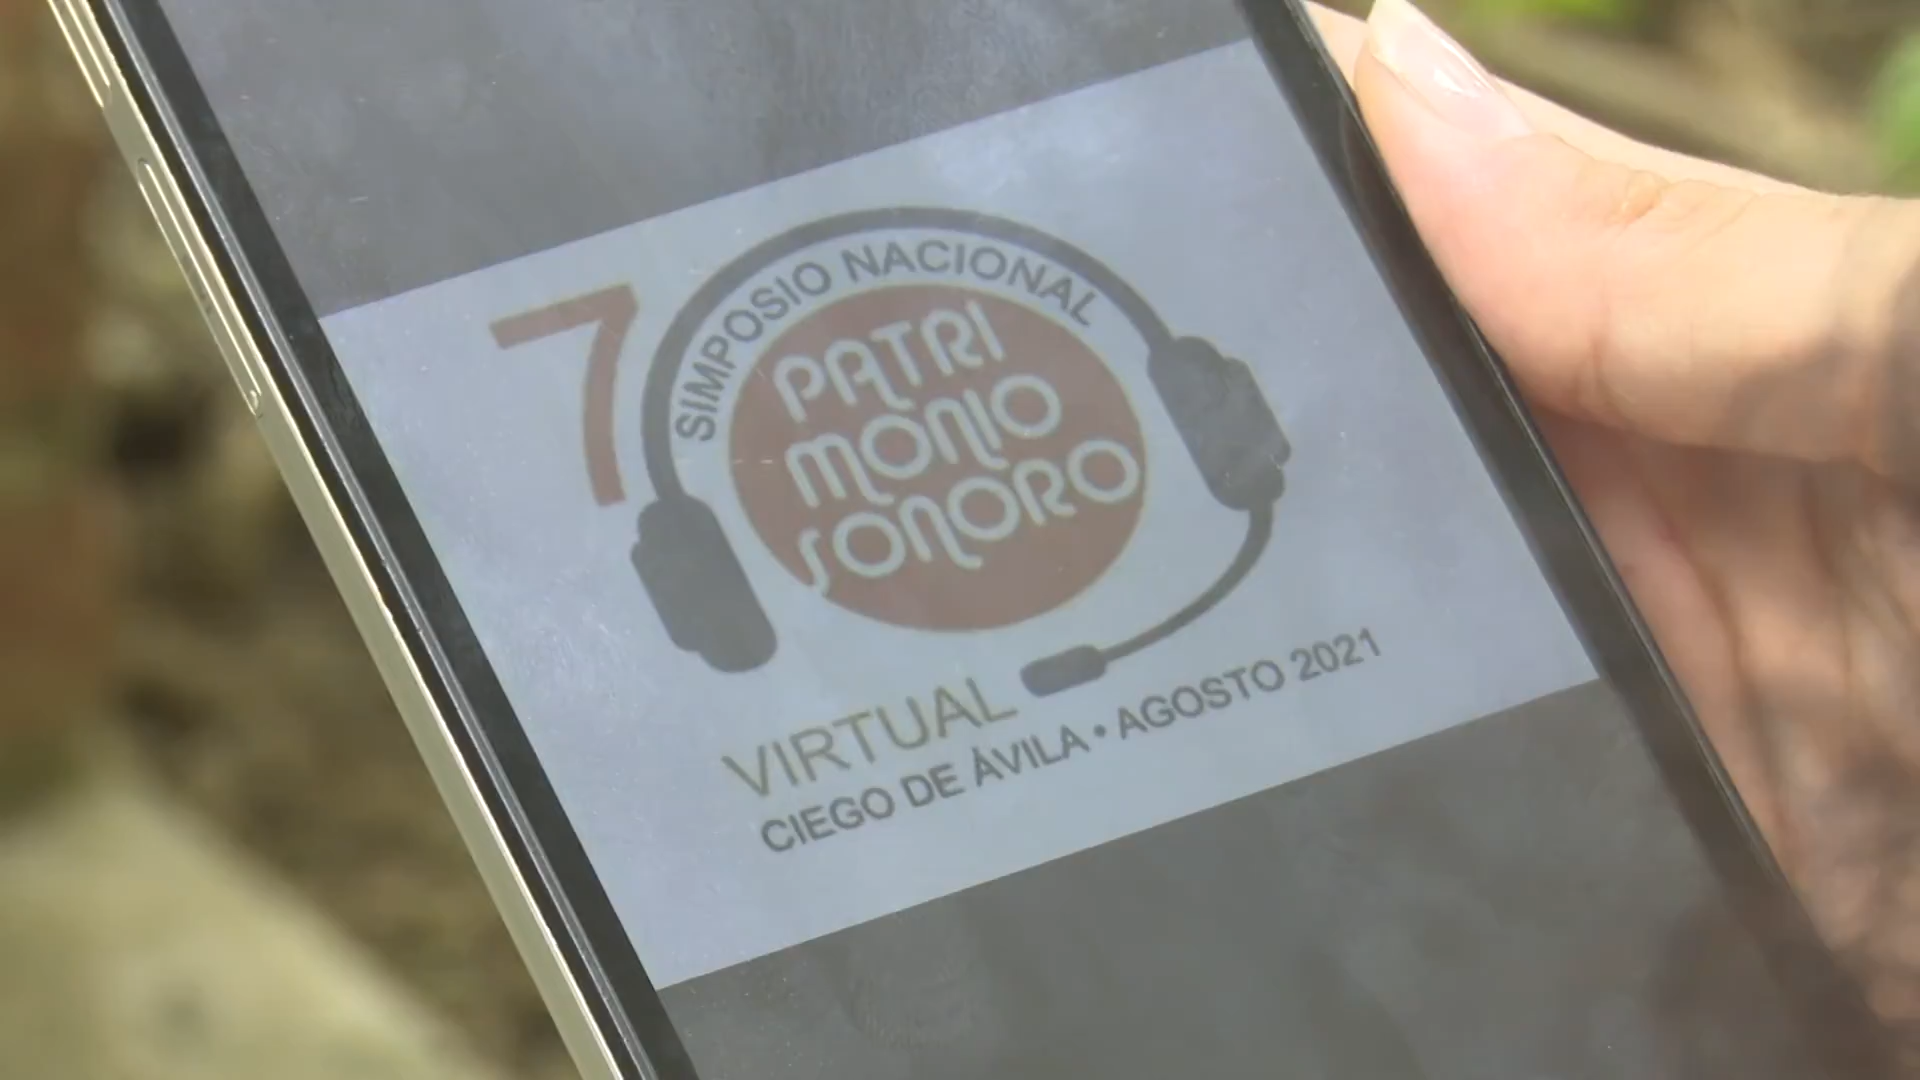 7
SIMPOSIO NACIONAL
PATRI
MONIO
SONORO
VIRTUAL
CIEGO DE ÁVILA • AGOSTO 2021